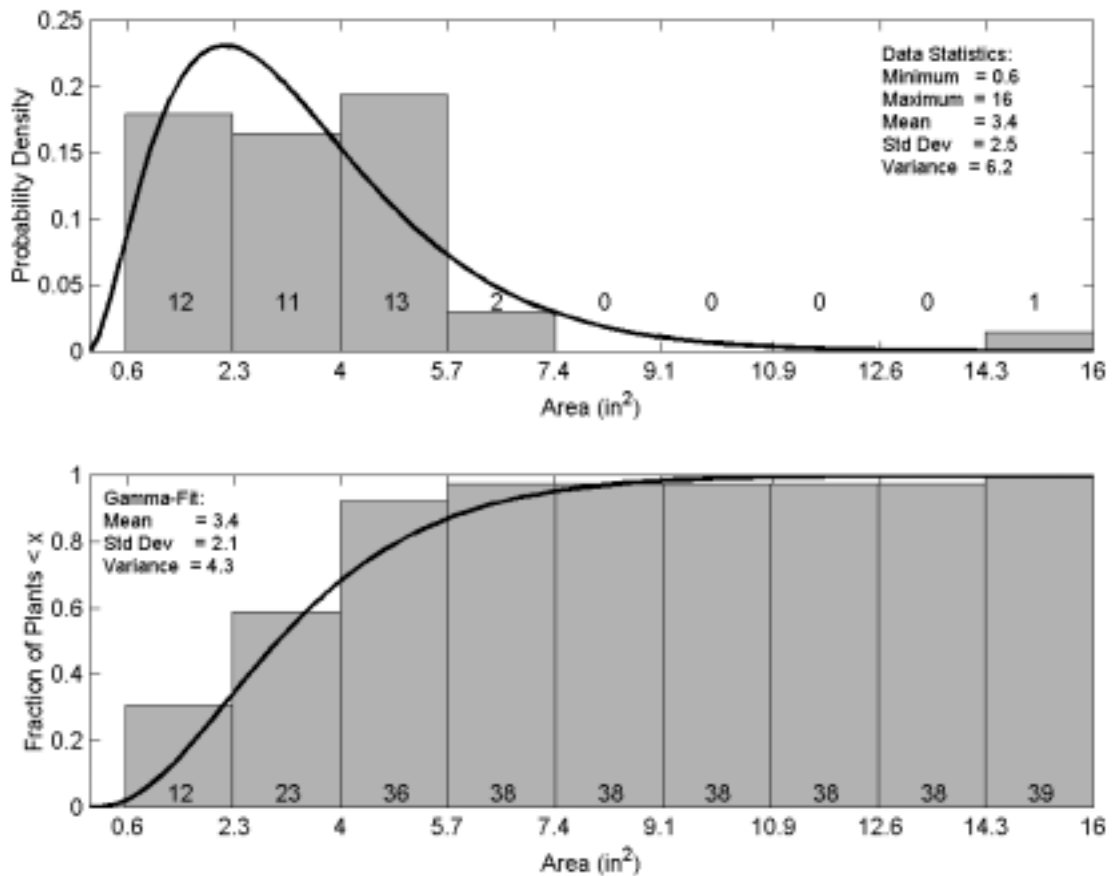 0.25
0.2
0.15
0.1
0.05
0
Probability Density
Data Statistics:
Minimum = 0.6
Maximum = 16
Mean = 3.4
Std Dev = 2.5
Variance = 6.2
12 11 13 2 0 0 0 0 1
0.6 2.3 4 5.7 7.4 9.1 10.9 12.6 14.3 16
Area (in²)
1
0.8
0.6
0.4
0.2
0
Fraction of Plants < x
Gamma-Fit:
Mean = 3.4
Std Dev = 2.1
Variance = 4.3
12 23 36 38 38 38 38 38 39
0.6 2.3 4 5.7 7.4 9.1 10.9 12.6 14.3 16
Area (in²)